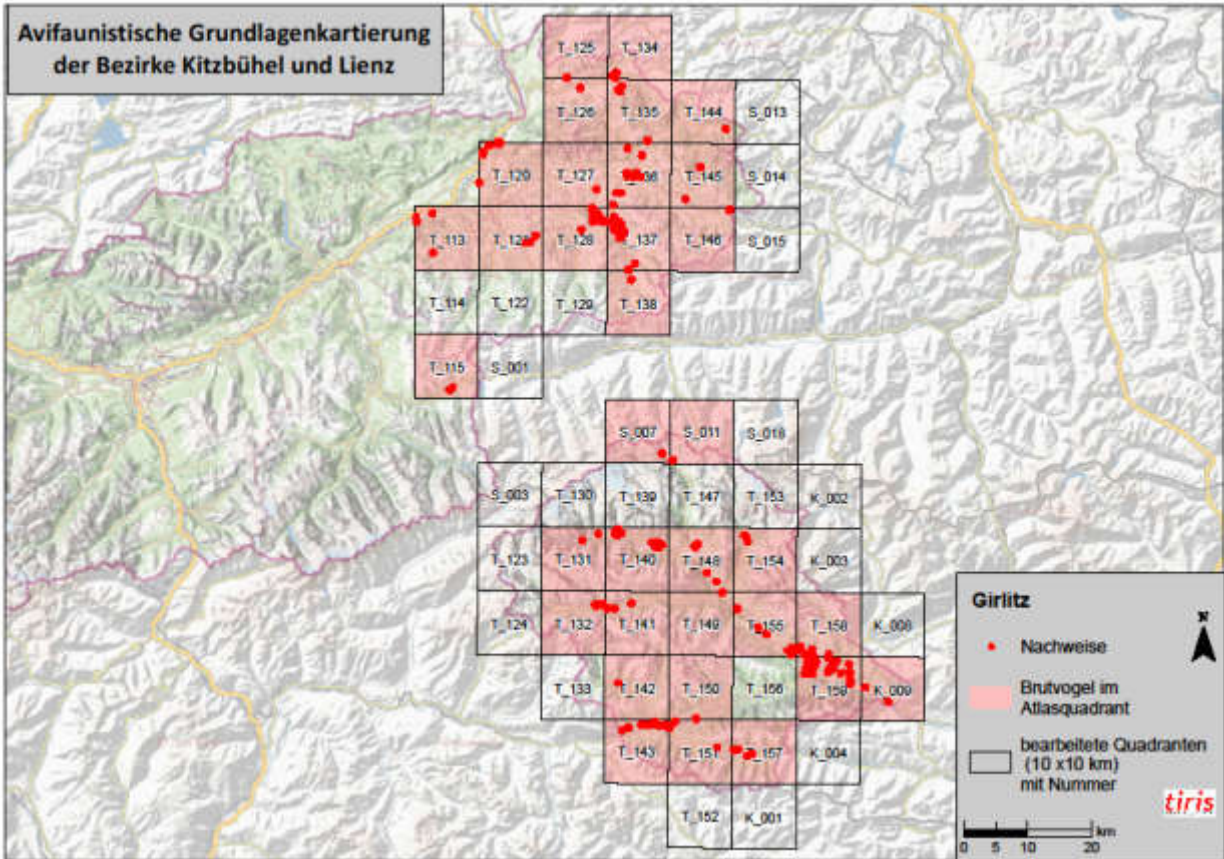 Avifaunistische Grundlagenkartierung
der Bezirke Kitzbühel und Lienz
T_125 T_134
T_126 T_135 T_144 S_013
T_120 T_127 T_136 T_145 S_014
T_113 T_128 T_137 T_146 S_015
T_114 T_122 T_129 T_138
T_115 S_001
S_007 S_011 S_016
S_003 T_130 T_139 T_147 T_153 K_002
T_123 T_131 T_140 T_148 T_154 K_003
T_124 T_132 T_141 T_149 T_155 T_158 K_008
T_133 T_142 T_150 T_156 T_159 K_009
T_143 T_151 T_157 K_004
T_152 K_001
Girlitz
N
Nachweise
Brutvogel im
Atlasquadrant
bearbeitete Quadranten
(10 x10 km)
mit Nummer
tiris
km
0 5 10 20